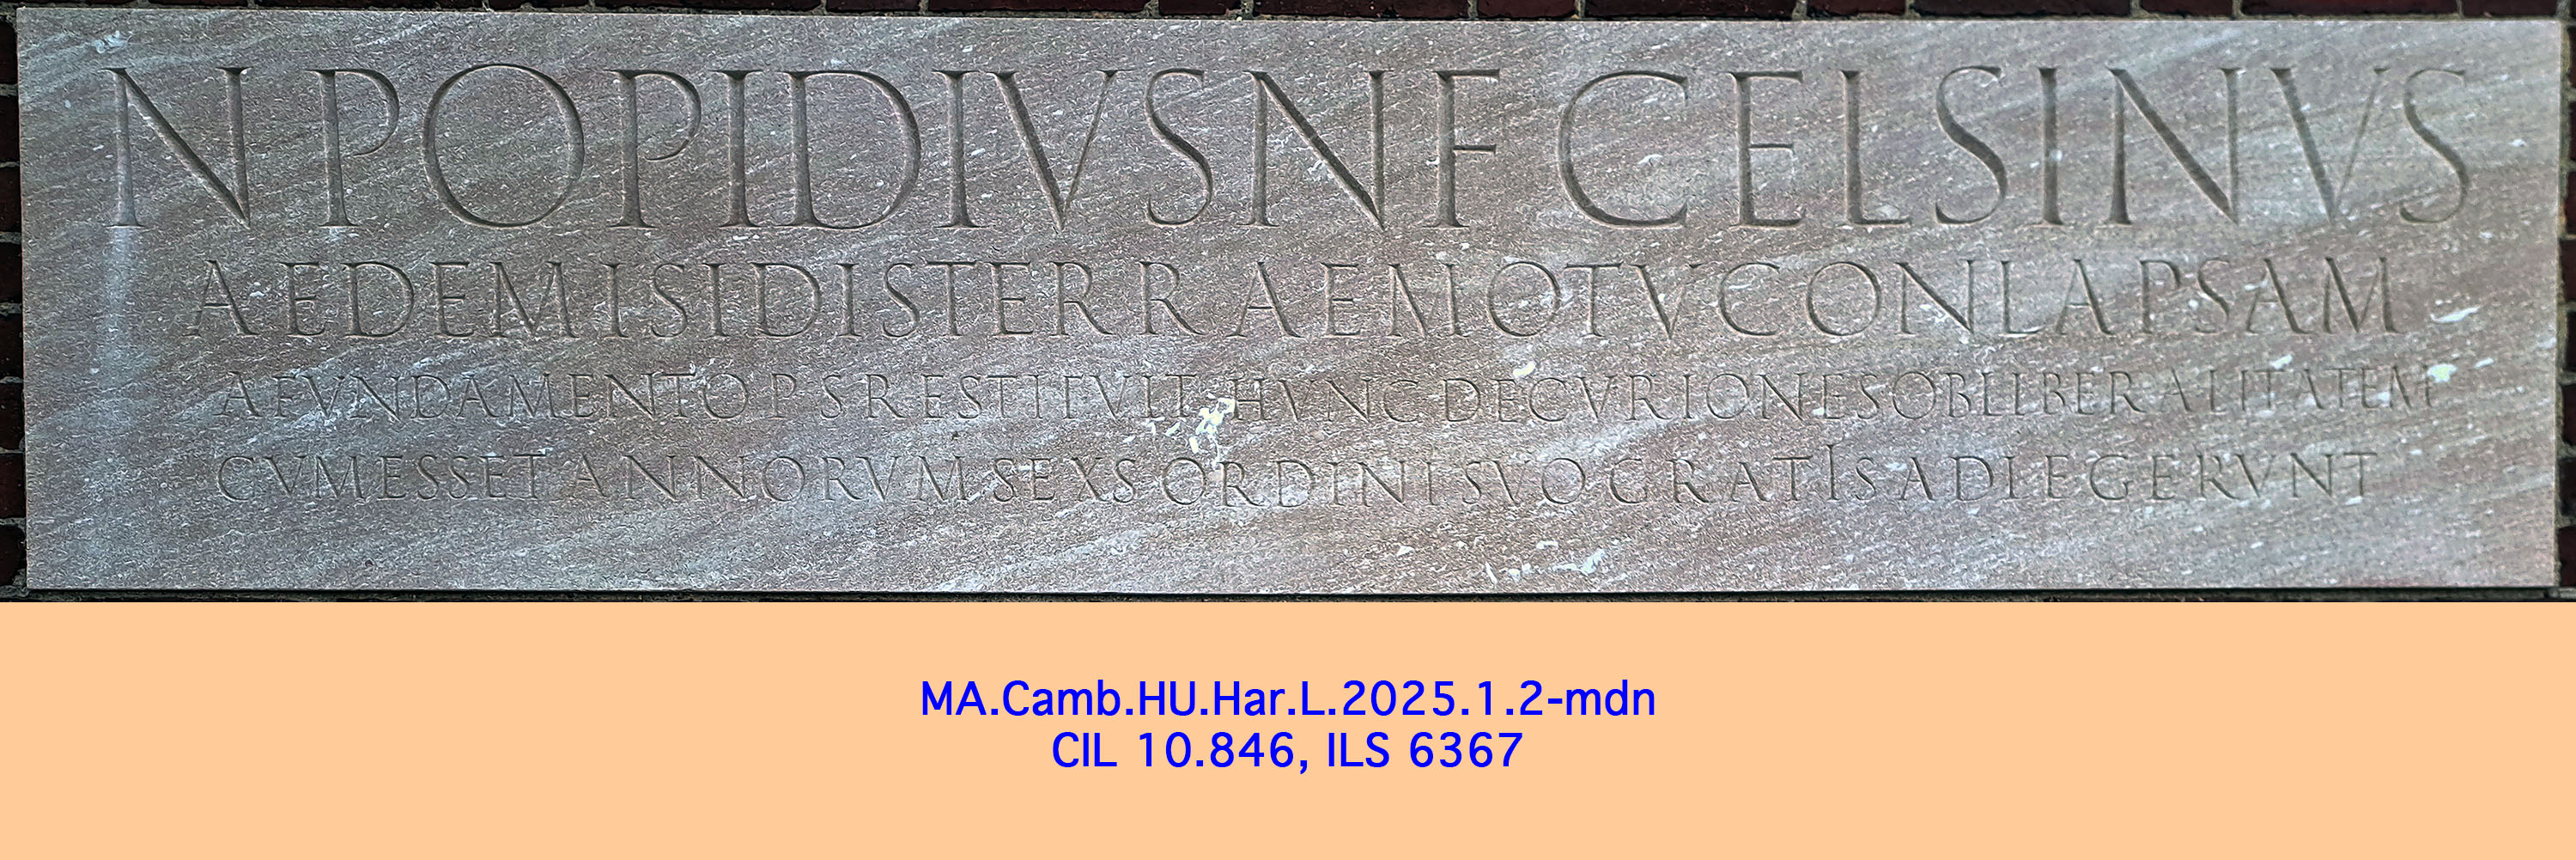 N POPIDIVS N F CELSINVS
AEDEM ISIDIS TERRAE MOTV CONLAPSAM
A FVNDAMENTO P S RESTITVIT HVNC DECVRIONES OB LIBERALITATEM
CVM ESSET ANNORVM SEXS ORDINI SVO GRATIS ADLEGERVNT
MA.Camb.HU.Har.L.2025.1.2-mdn
CIL 10.846, ILS 6367